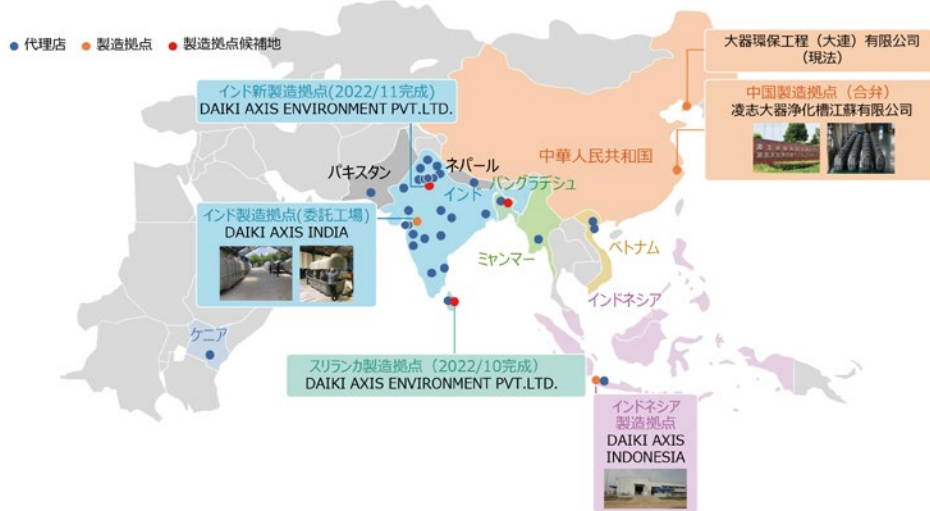 ● 代理店 ● 製造拠点 ● 製造拠点候補地
大器環保工程（大連）有限公司
（現法）
インド新製造拠点(2022/11完成)
DAIKI AXIS ENVIRONMENT PVT.LTD.
中国製造拠点（合弁）
凌志大器浄化槽江蘇有限公司
中華人民共和国
パキスタン
ネパール
インド
バングラデシュ
インド製造拠点(委託工場)
DAIKI AXIS INDIA
ミャンマー
ベトナム
インドネシア
ケニア
スリランカ製造拠点（2022/10完成）
DAIKI AXIS ENVIRONMENT PVT.LTD.
インドネシア
製造拠点
DAIKI AXIS
INDONESIA